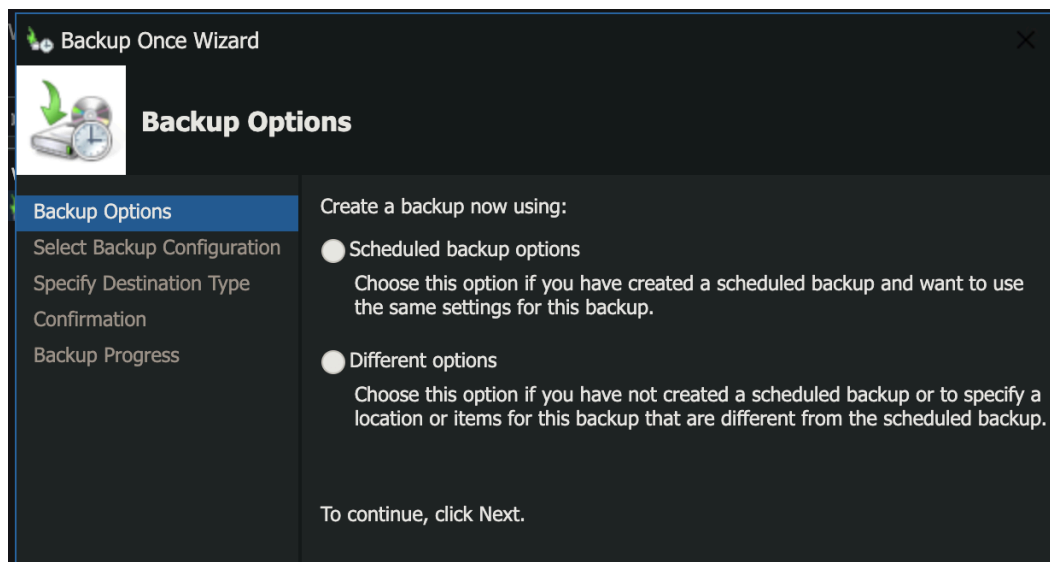 Backup Once Wizard
Backup Options
Backup Options
Select Backup Configuration
Specify Destination Type
Confirmation
Backup Progress
Create a backup now using:
Scheduled backup options
Choose this option if you have created a scheduled backup and want to use
the same settings for this backup.
Different options
Choose this option if you have not created a scheduled backup or to specify a
location or items for this backup that are different from the scheduled backup.
To continue, click Next.